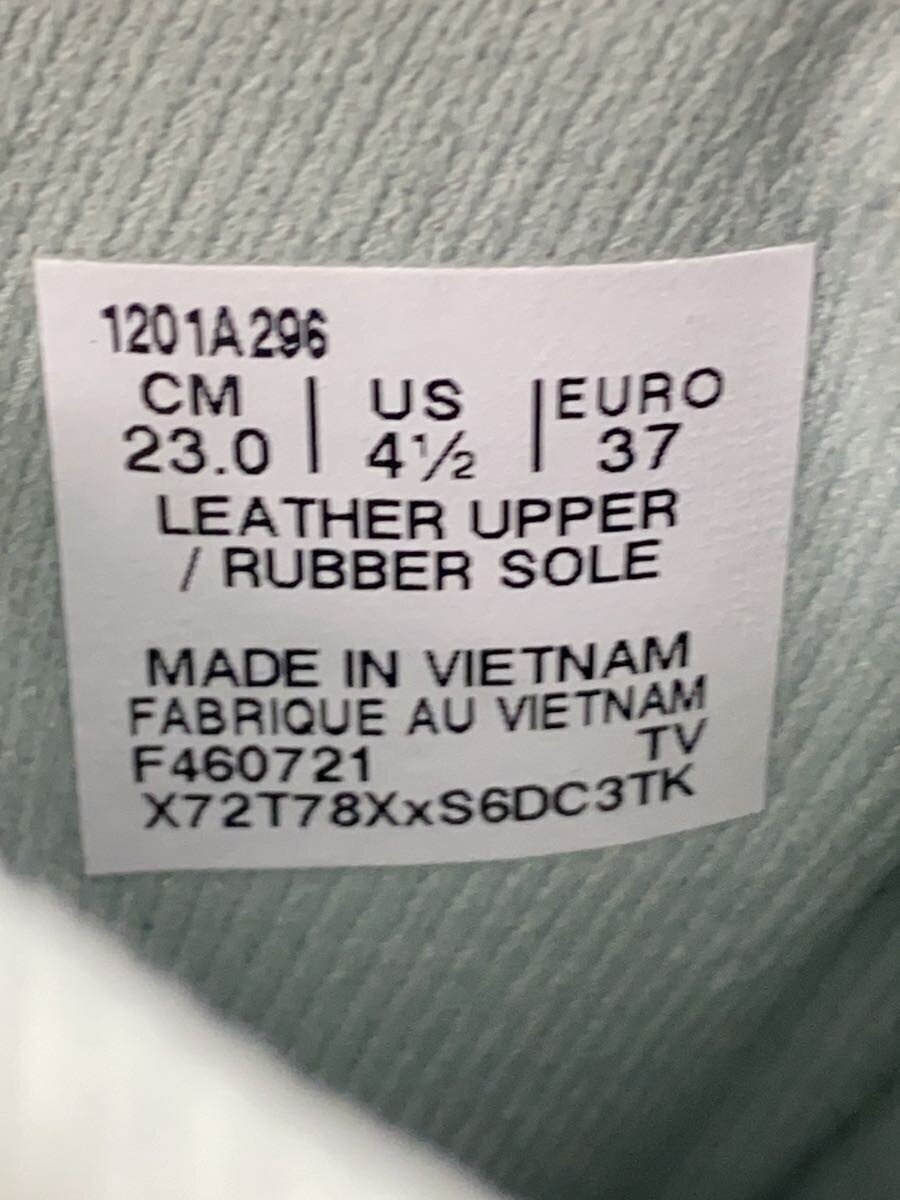 1201A296
CM | US | EURO
23.0 | 4½ | 37
LEATHER UPPER
/ RUBBER SOLE
MADE IN VIETNAM
FABRIQUE AU VIETNAM
F460721 TV
X72T78XxS6DC3TK